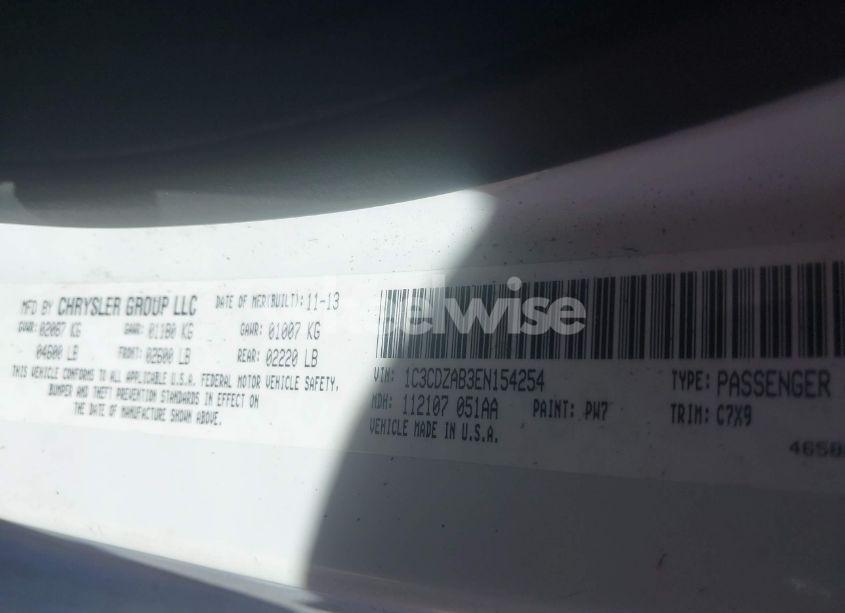 MFD BY CHRYSLER GROUP LLC DATE OF MFR(BUILT): 11-13
GVWR: 02087 KG GAWR: 01180 KG GAWR: 01007 KG
04600 LB FRONT: 02600 LB REAR: 02220 LB
THIS VEHICLE CONFORMS TO ALL APPLICABLE U.S.A. FEDERAL MOTOR VEHICLE SAFETY,
BUMPER AND THEFT PREVENTION STANDARDS IN EFFECT ON
THE DATE OF MANUFACTURE SHOWN ABOVE.
VIN: 1C3CDZAB3EN154254 TYPE: PASSENGER
MDH: 112107 051AA PAINT: PW7 TRIM: C7X9
VEHICLE MADE IN U.S.A.